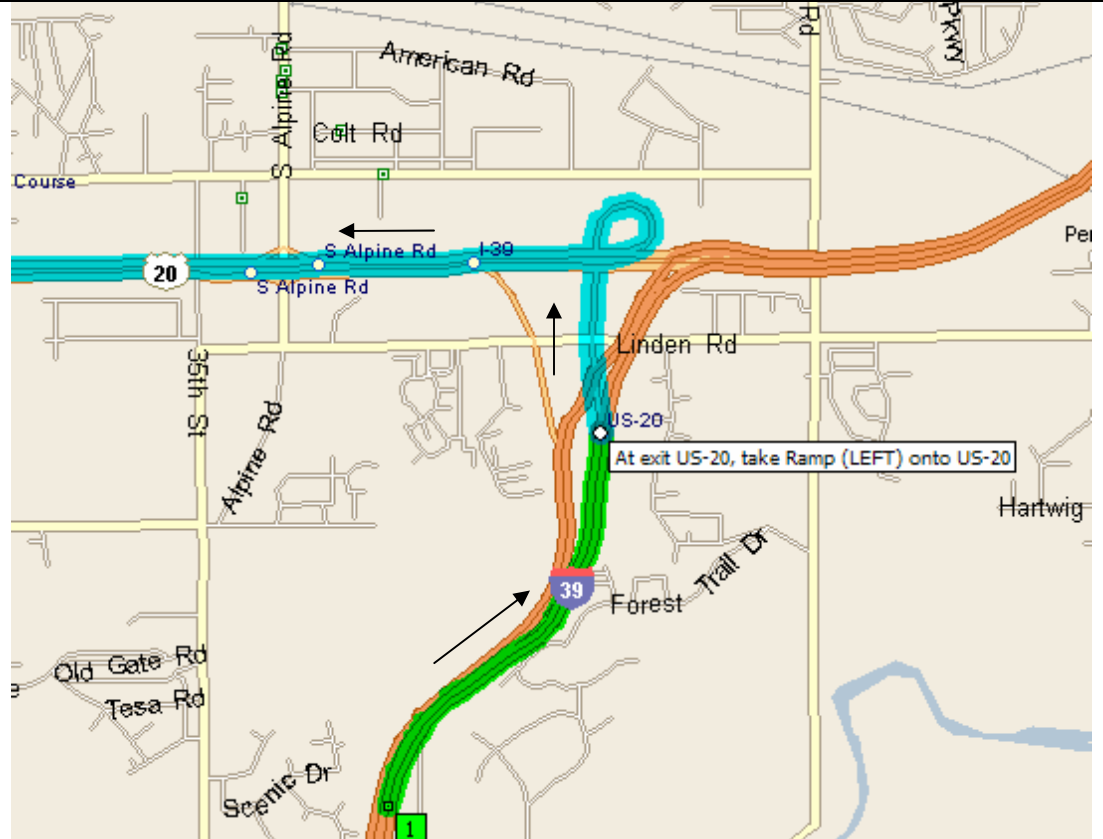 Rd
Pkwy
S Alpine Rd
American Rd
Colt Rd
Course
S Alpine Rd
I-39
20
S Alpine Rd
Linden Rd
35th St
Alpine Rd
US-20
At exit US-20, take Ramp (LEFT) onto US-20
Hartwig
Trail Dr
39
Forest
Old Gate Rd
Tesa Rd
Scenic Dr
1